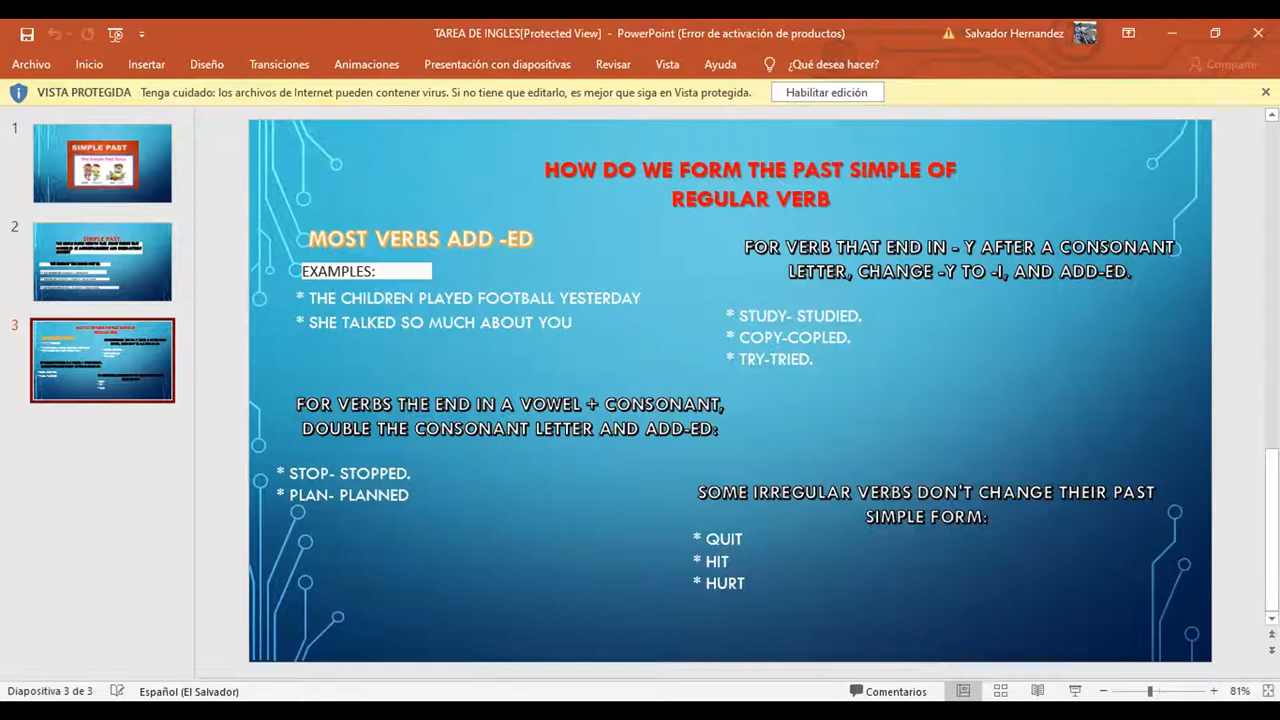 TAREA DE INGLES[Protected View] - PowerPoint (Error de activación de productos)
Salvador Hernandez
Archivo Inicio Insertar Diseño Transiciones Animaciones Presentación con diapositivas Revisar Vista Ayuda ¿Qué desea hacer? Compartir
VISTA PROTEGIDA Tenga cuidado: los archivos de Internet pueden contener virus. Si no tiene que editarlo, es mejor que siga en Vista protegida. Habilitar edición
1
SIMPLE PAST
2
SIMPLE PAST
3
HOW DO WE FORM THE PAST SIMPLE OF
REGULAR VERB
MOST VERBS ADD -ED
EXAMPLES:
* THE CHILDREN PLAYED FOOTBALL YESTERDAY
* SHE TALKED SO MUCH ABOUT YOU
FOR VERB THAT END IN - Y AFTER A CONSONANT
LETTER, CHANGE -Y TO -I, AND ADD-ED.
* STUDY- STUDIED.
* COPY-COPLED.
* TRY-TRIED.
FOR VERBS THE END IN A VOWEL + CONSONANT,
DOUBLE THE CONSONANT LETTER AND ADD-ED:
* STOP- STOPPED.
* PLAN- PLANNED
SOME IRREGULAR VERBS DON'T CHANGE THEIR PAST
SIMPLE FORM:
* QUIT
* HIT
* HURT
Diapositiva 3 de 3 Español (El Salvador) Comentarios 81%